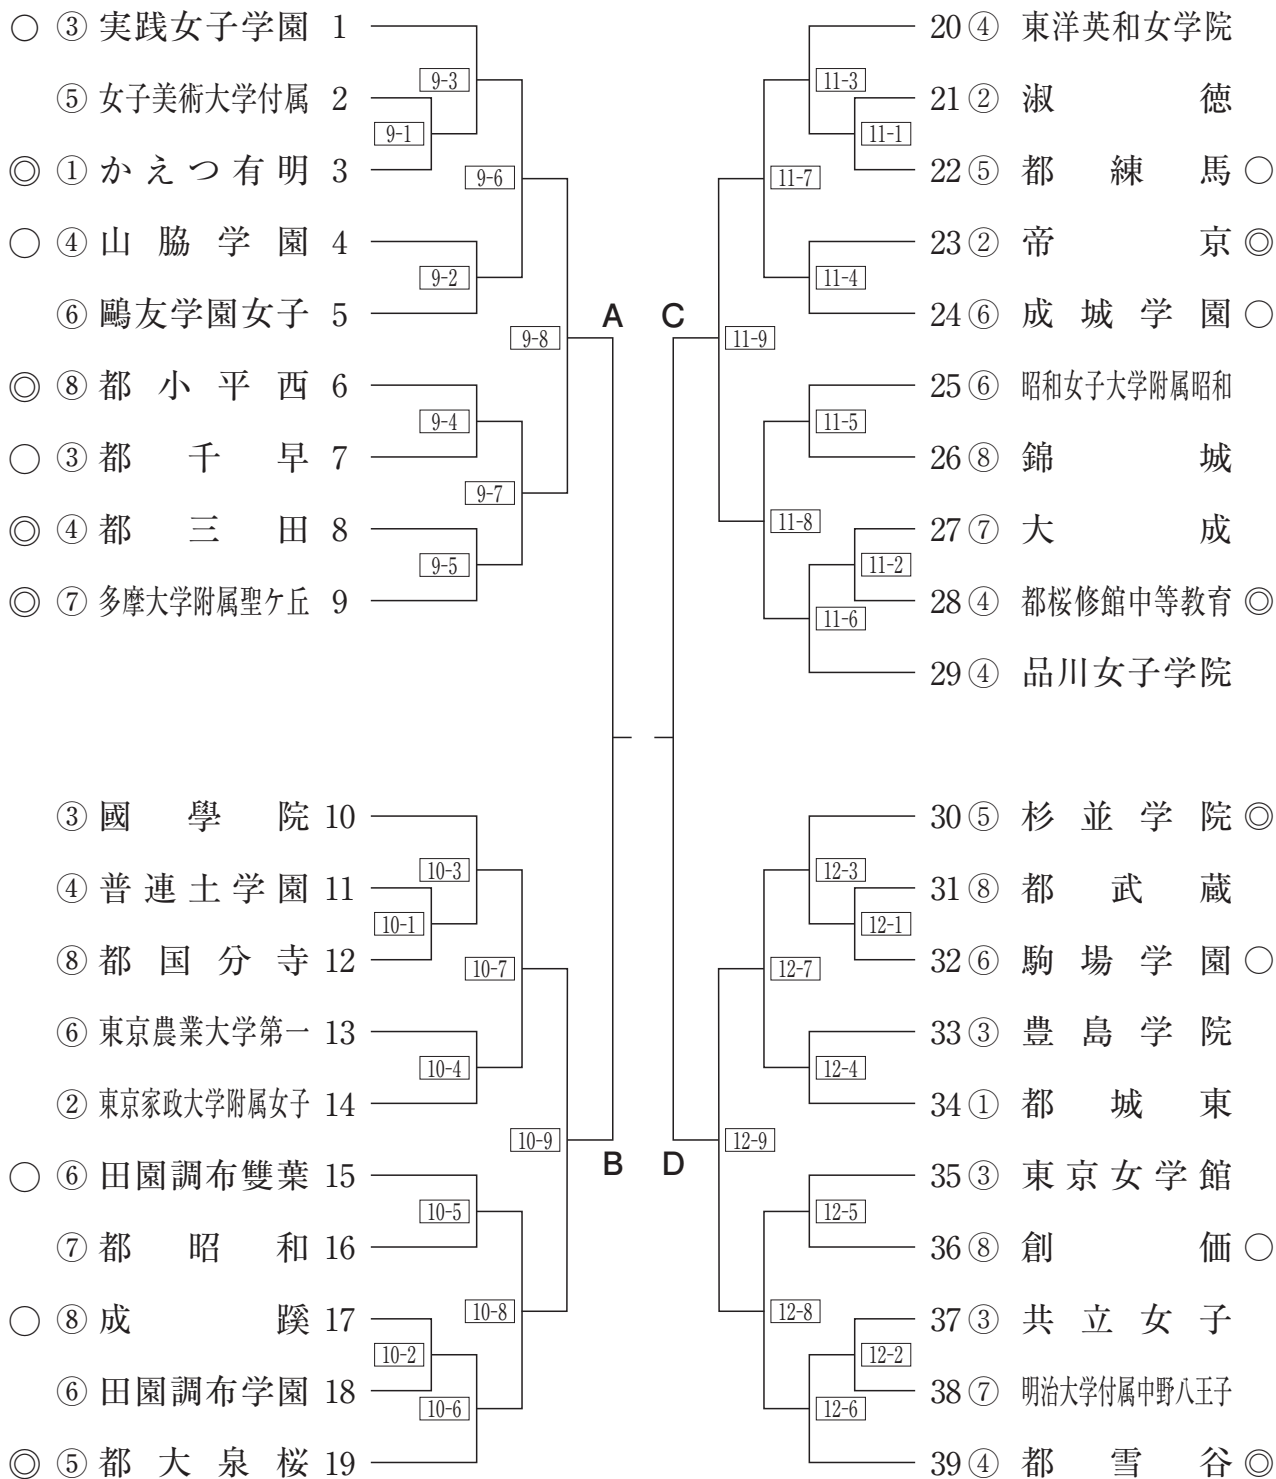 ○ ③ 実践女子学園 1
⑤ 女子美術大学付属 2
◎ ① かえつ有明 3
○ ④ 山脇学園 4
⑥ 鷗友学園女子 5
◎ ⑧ 都小平西 6
○ ③ 都千早 7
◎ ④ 都三田 8
◎ ⑦ 多摩大学附属聖ケ丘 9
9-3
9-1
9-6
9-2
9-8
9-4
9-7
9-5
A
③ 國學院 10
④ 普連土学園 11
⑧ 都国分寺 12
⑥ 東京農業大学第一 13
② 東京家政大学附属女子 14
○ ⑥ 田園調布雙葉 15
⑦ 都昭和 16
○ ⑧ 成蹊 17
⑥ 田園調布学園 18
◎ ⑤ 都大泉桜 19
10-3
10-1
10-7
10-4
10-9
10-5
10-8
10-2
10-6
B
20 ④ 東洋英和女学院
21 ② 淑徳
22 ⑤ 都練馬 ○
23 ② 帝京 ◎
24 ⑥ 成城学園 ○
25 ⑥ 昭和女子大学附属昭和
26 ⑧ 錦城
27 ⑦ 大成
28 ④ 都桜修館中等教育 ◎
29 ④ 品川女子学院
C
11-3
11-1
11-7
11-4
11-9
11-5
11-8
11-2
11-6
30 ⑤ 杉並学院 ◎
31 ⑧ 都武蔵
32 ⑥ 駒場学園 ○
33 ③ 豊島学院
34 ① 都城東
35 ③ 東京女学館
36 ⑧ 創価 ○
37 ③ 共立女子
38 ⑦ 明治大学付属中野八王子
39 ④ 都雪谷 ◎
12-3
12-1
12-7
12-4
12-9
D
12-5
12-8
12-2
12-6